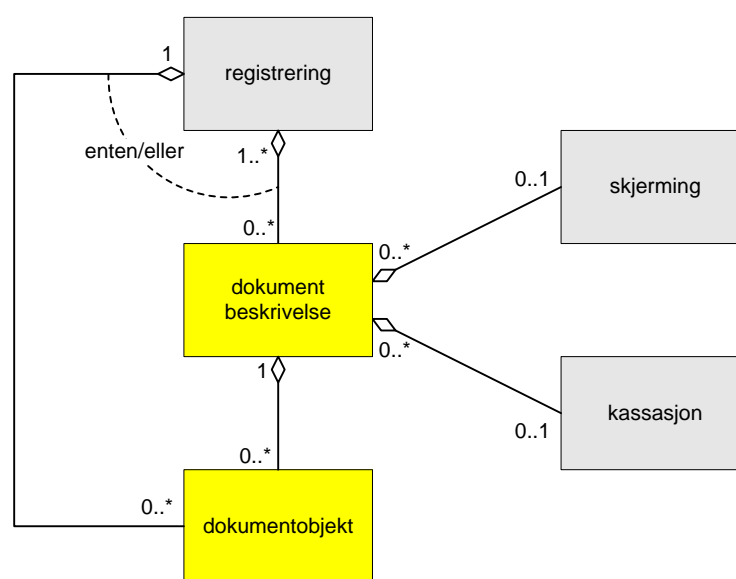 1
registrering
enten/eller
1..*
0..1
skjerming
0..*
0..*
dokument
beskrivelse
0..*
1
kassasjon
0..1
0..*
0..*
dokumentobjekt